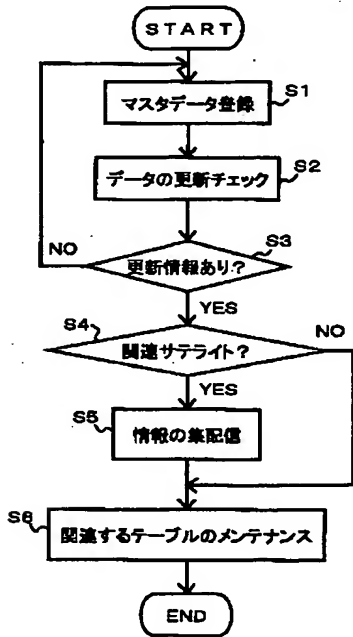 START
マスタデータ登録
S1
データの更新チェック
S2
S3
NO
更新情報あり?
YES
S4
NO
関連サテライト?
YES
S5
情報の集配信
S6
関連するテーブルのメンテナンス
END